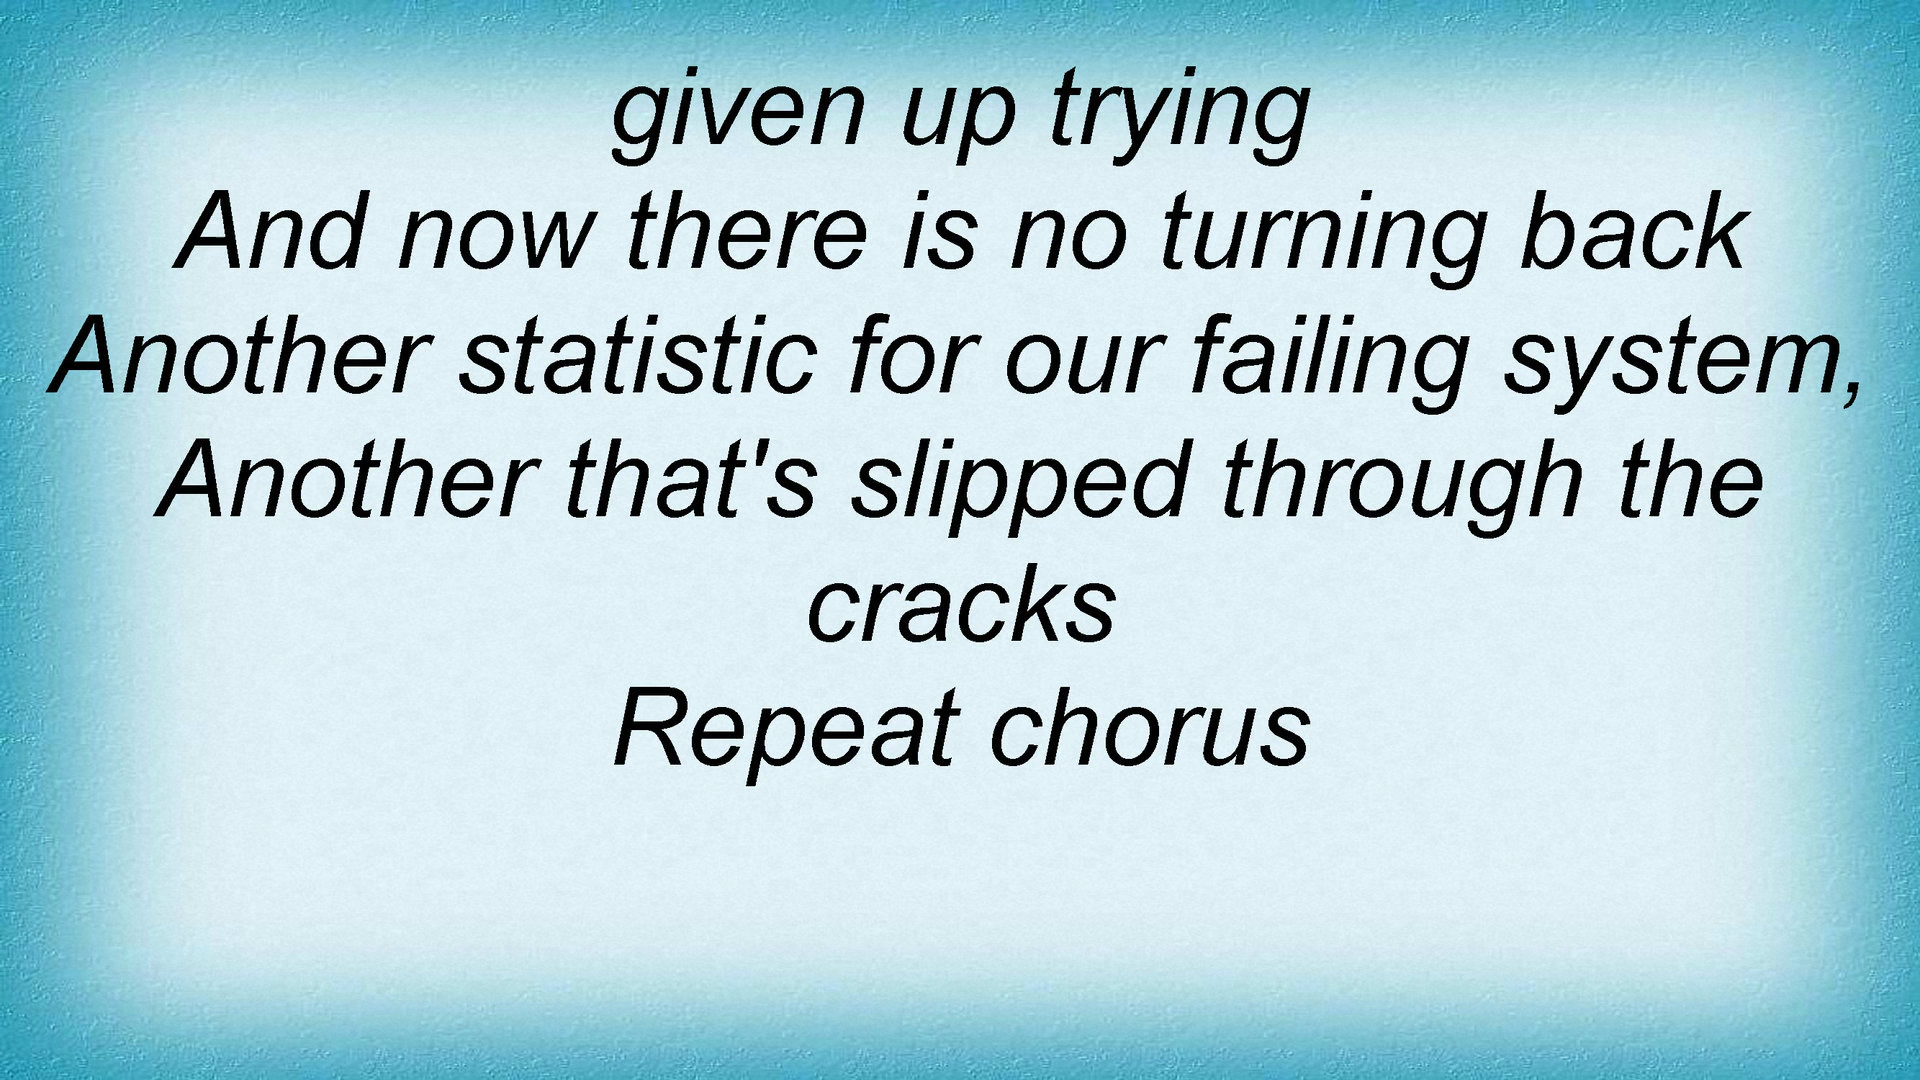 given up trying
And now there is no turning back
Another statistic for our failing system,
Another that's slipped through the
cracks
Repeat chorus